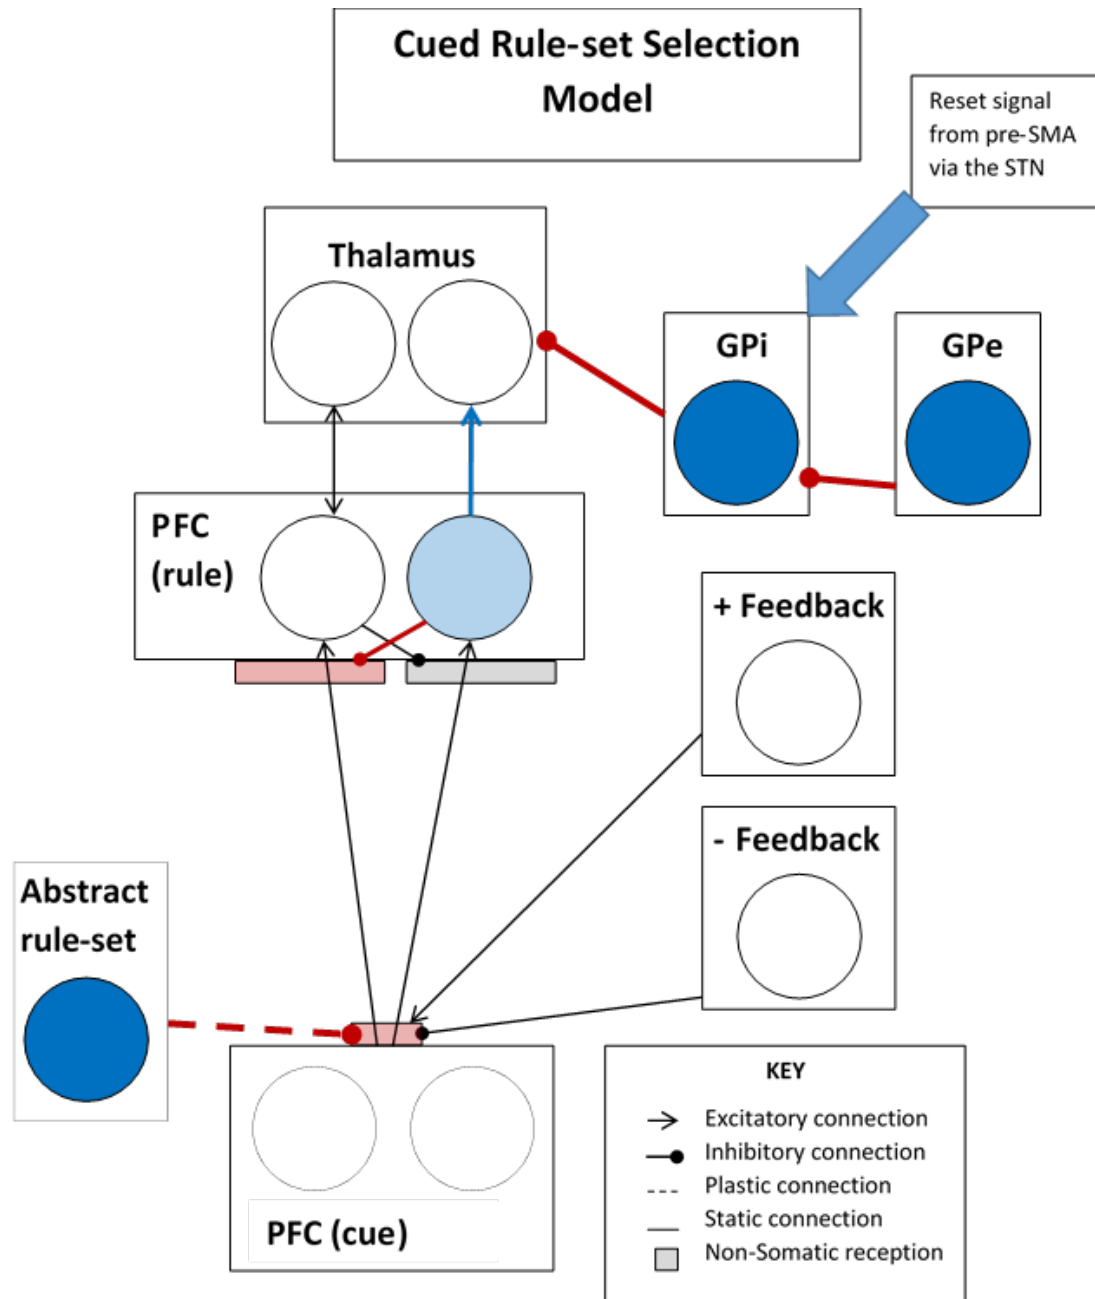 Cued Rule-set Selection
Model
Reset signal
from pre-SMA
via the STN
Thalamus
GPi
GPe
PFC
(rule)
+ Feedback
- Feedback
Abstract
rule-set
PFC (cue)
KEY
Excitatory connection
Inhibitory connection
Plastic connection
Static connection
Non-Somatic reception